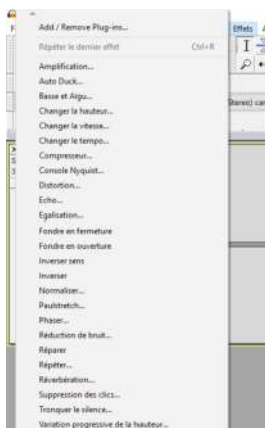 Effets
Add / Remove Plug-ins...
Répéter le dernier effet Ctrl+R
Amplification...
Auto Duck...
Basse et Aigu...
Changer la hauteur...
Changer la vitesse...
Changer le tempo...
Compresseur...
Console Nyquist...
Distortion...
Echo...
Egalisation...
Fondre en fermeture
Fondre en ouverture
Inverser sens
Inverser
Normaliser...
Paulstretch...
Phaser...
Réduction de bruit...
Réparer
Répéter...
Réverbération...
Suppression des clics...
Tronquer le silence...
Variation progressive de la hauteur...